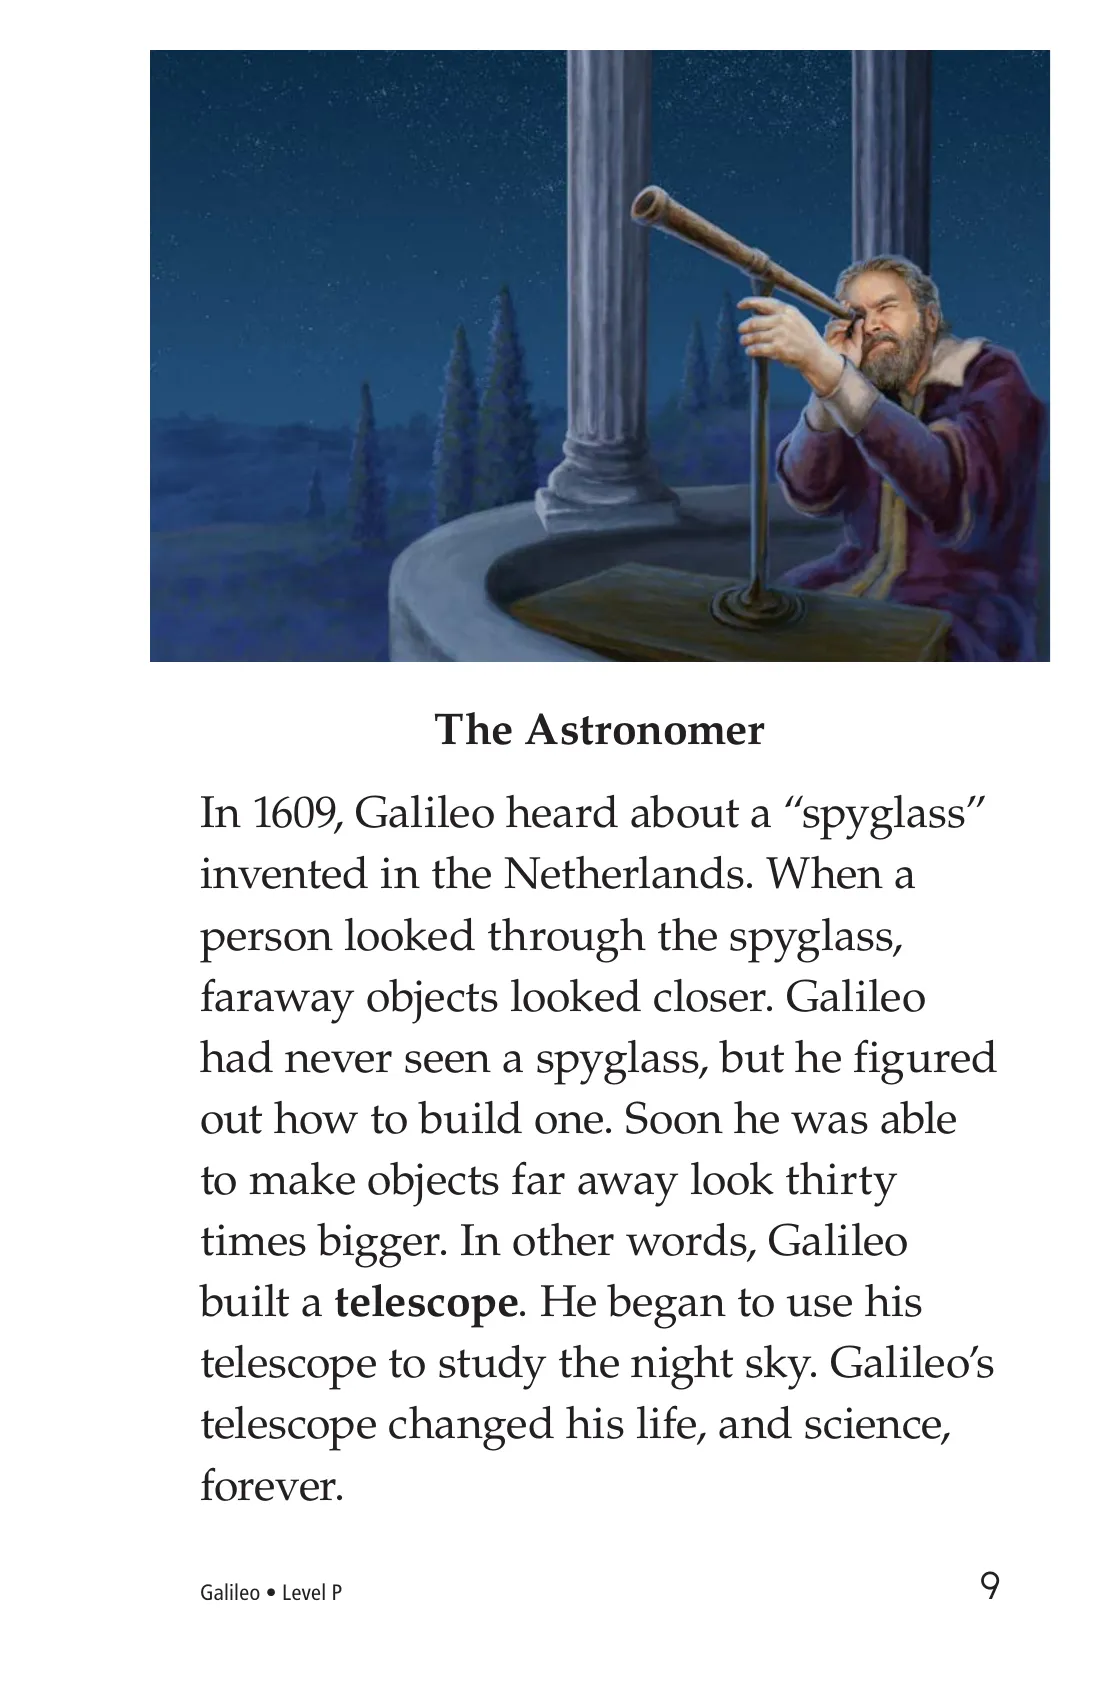 The Astronomer
In 1609, Galileo heard about a “spyglass”
invented in the Netherlands. When a
person looked through the spyglass,
faraway objects looked closer. Galileo
had never seen a spyglass, but he figured
out how to build one. Soon he was able
to make objects far away look thirty
times bigger. In other words, Galileo
built a telescope. He began to use his
telescope to study the night sky. Galileo’s
telescope changed his life, and science,
forever.
Galileo • Level P
9